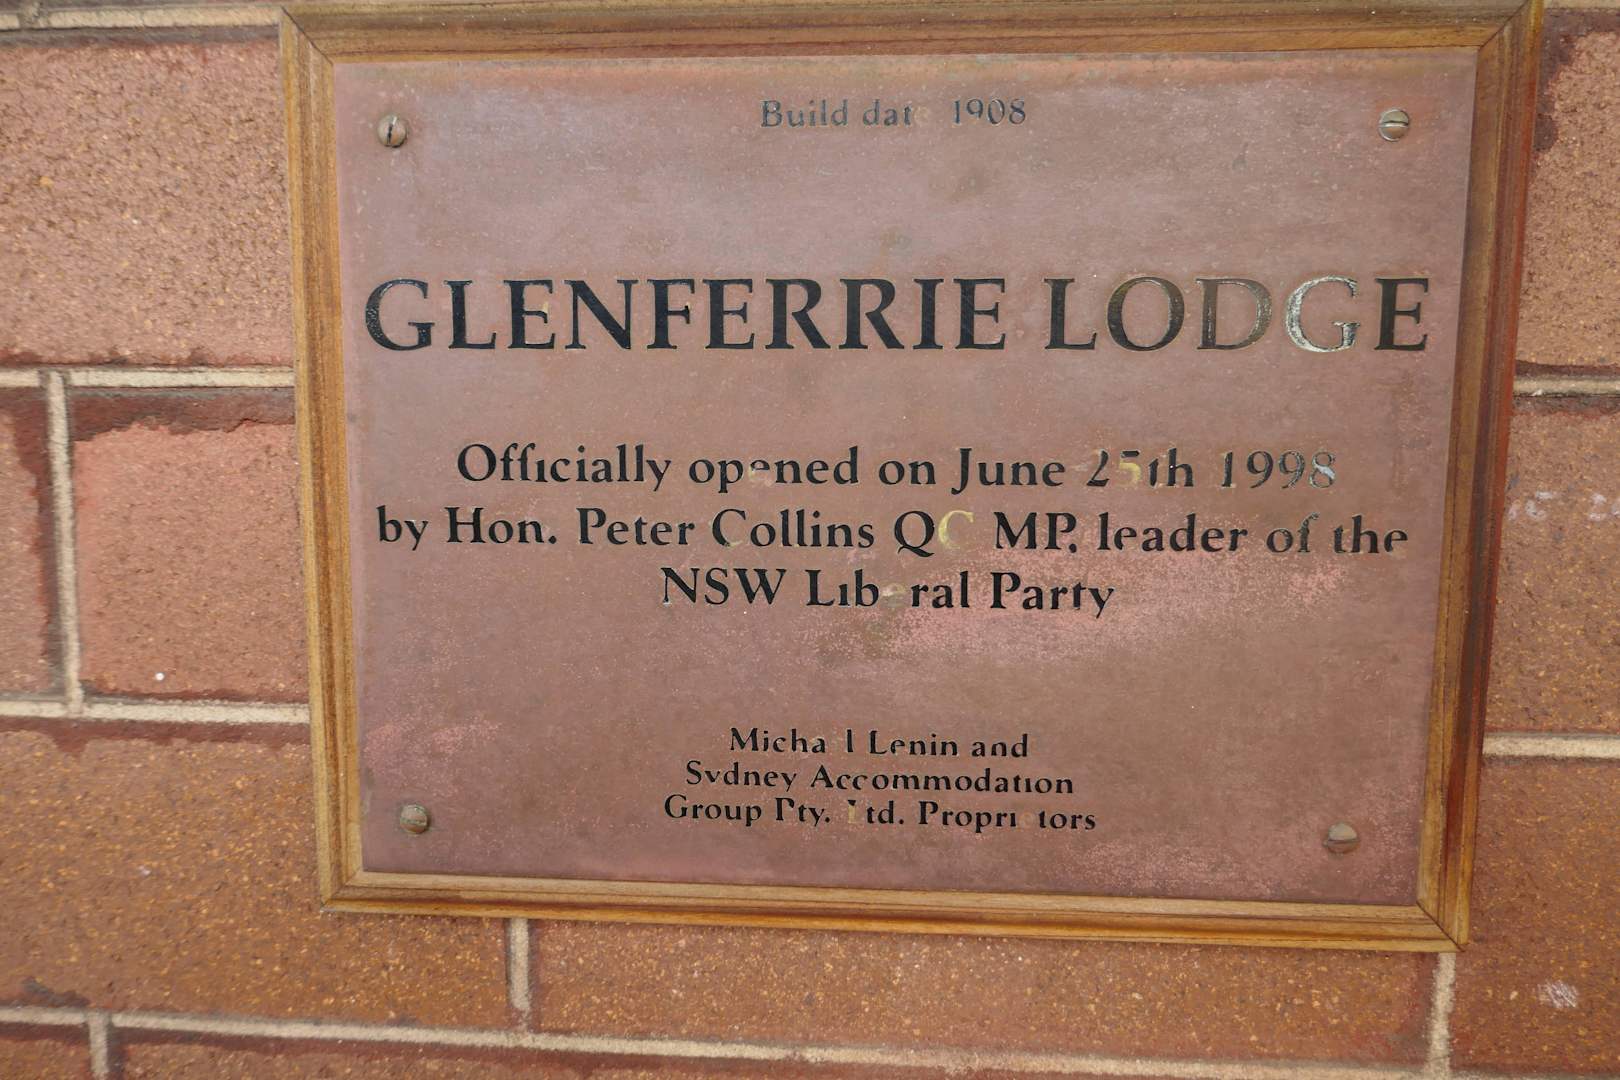 Build date 1908
GLENFERRIE LODGE
Officially opened on June 25th 1998
by Hon. Peter Collins QC MP, leader of the
NSW Liberal Party
Michael Lenin and
Sydney Accommodation
Group Pty. Ltd. Proprietors